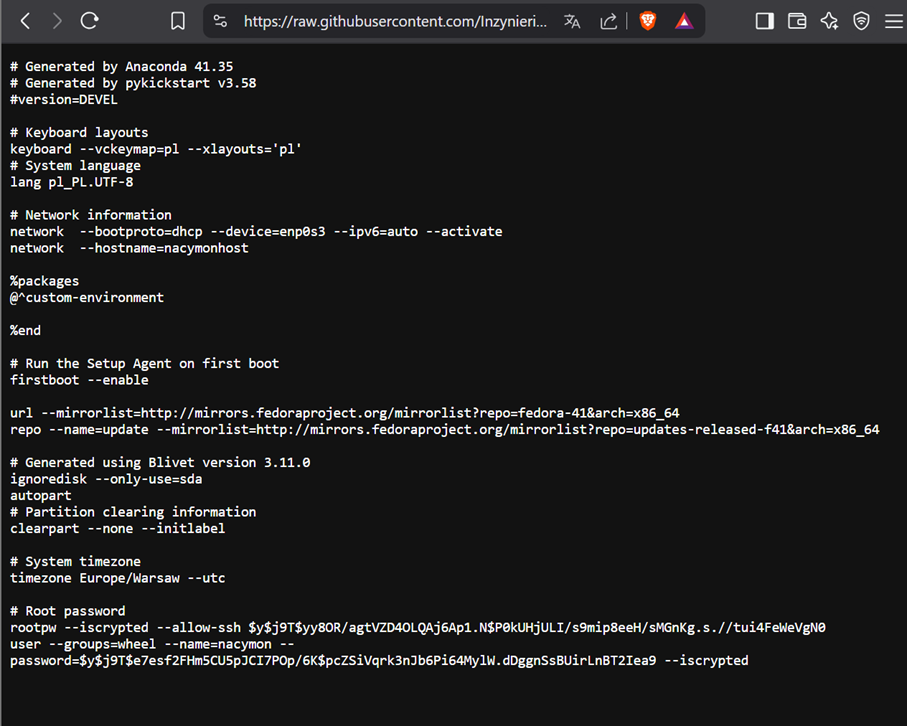 https://raw.githubusercontent.com/Inzynieri...
# Generated by Anaconda 41.35
# Generated by pykickstart v3.58
#version=DEVEL
# Keyboard layouts
keyboard --vckeymap=pl --xlayouts='pl'
# System language
lang pl_PL.UTF-8
# Network information
network  --bootproto=dhcp --device=enp0s3 --ipv6=auto --activate
network  --hostname=nacymonhost
%packages
@^custom-environment
%end
# Run the Setup Agent on first boot
firstboot --enable
url --mirrorlist=http://mirrors.fedoraproject.org/mirrorlist?repo=fedora-41&arch=x86_64
repo --name=update --mirrorlist=http://mirrors.fedoraproject.org/mirrorlist?repo=updates-released-f41&arch=x86_64
# Generated using Blivet version 3.11.0
ignoredisk --only-use=sda
autopart
# Partition clearing information
clearpart --none --initlabel
# System timezone
timezone Europe/Warsaw --utc
# Root password
rootpw --iscrypted --allow-ssh $y$j9T$yy8OR/agtVZD4OLQAj6Ap1.N$P0kUHjULI/s9mip8eeH/sMGnKg.s.//tui4FeWeVgN0
user --groups=wheel --name=nacymon --
password=$y$j9T$e7esf2FHm5CU5pJCI7POp/6K$pcZSiVqrk3nJb6Pi64MylW.dDggnSsBUirLnBT2Iea9 --iscrypted